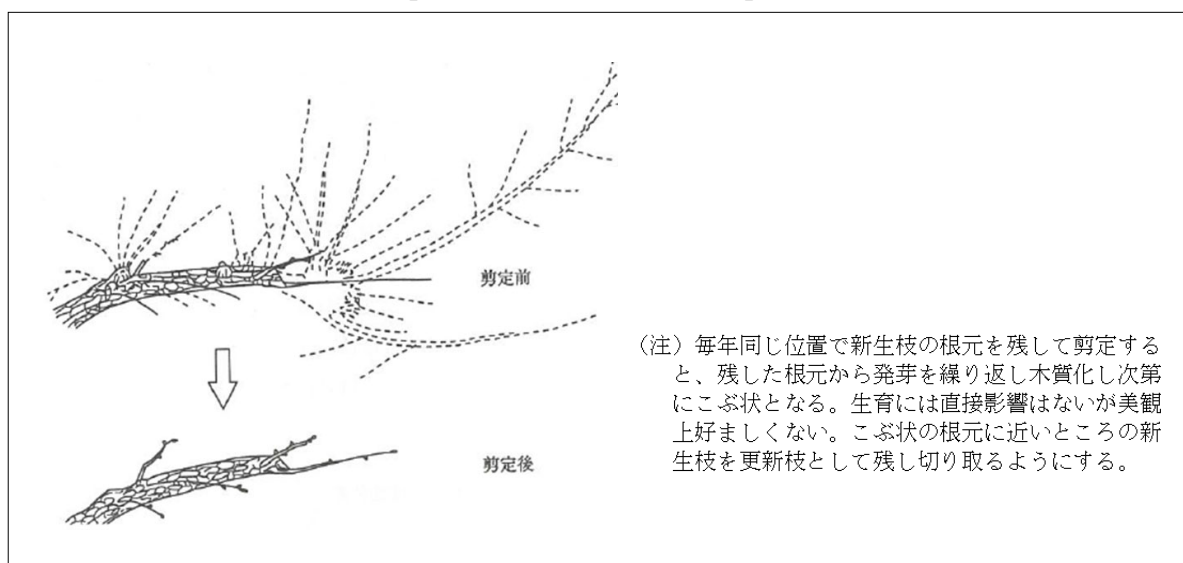 剪定前
剪定後
（注）毎年同じ位置で新生枝の根元を残して剪定する
と、残した根元から発芽を繰り返し木質化し次第
にこぶ状となる。生育には直接影響はないが美観
上好ましくない。こぶ状の根元に近いところの新
生枝を更新枝として残し切り取るようにする。